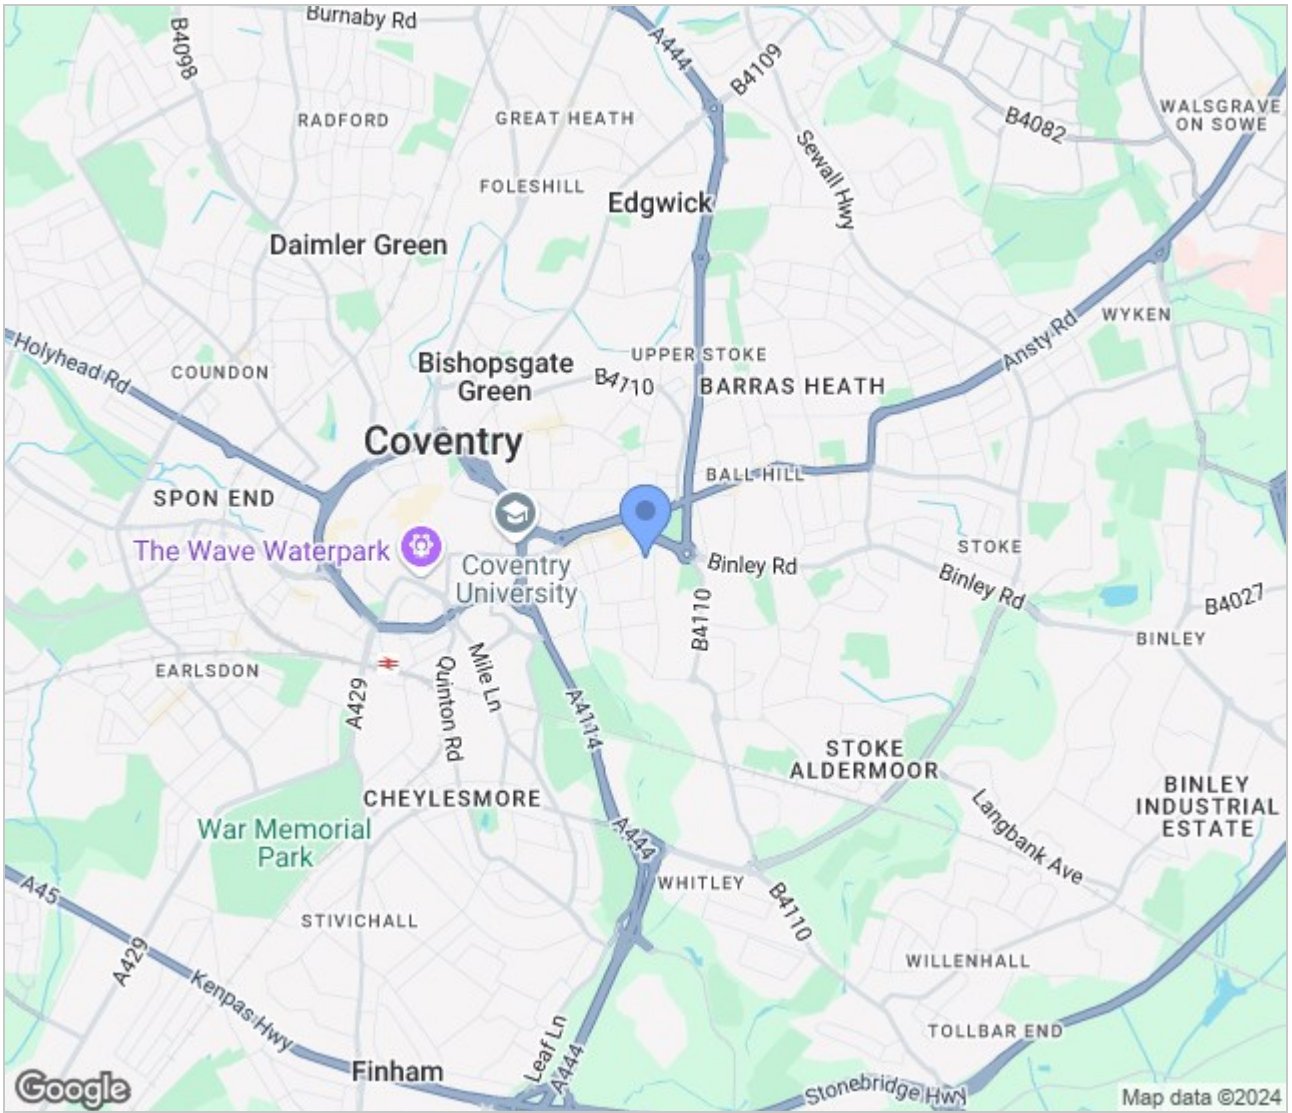 Burnaby Rd
B4098
A444
B4109
RADFORD
GREAT HEATH
B4082
WALSGRAVE
ON SOWE
Sewall Hwy
FOLESHILL
Edgwick
Daimler Green
WYKEN
Ansty Rd
Holyhead Rd
COUNDON
Bishopsgate
Green
UPPER STOKE
B4110
BARRAS HEATH
Coventry
BALL HILL
SPON END
The Wave Waterpark
Coventry
University
Binley Rd
STOKE
Binley Rd
B4027
B4110
BINLEY
EARLSDON
A429
Quinton Rd
Mile Ln
A4114
STOKE
ALDERMOOR
CHEYLESMORE
BINLEY
INDUSTRIAL
ESTATE
War Memorial
Park
A444
Langbank Ave
WHITLEY
A45
B4110
STIVICHALL
A429
WILLENHALL
Kenpas Hwy
TOLLBAR END
Leaf Ln
A444
Finham
Stonebridge Hwy
Google
Map data ©2024